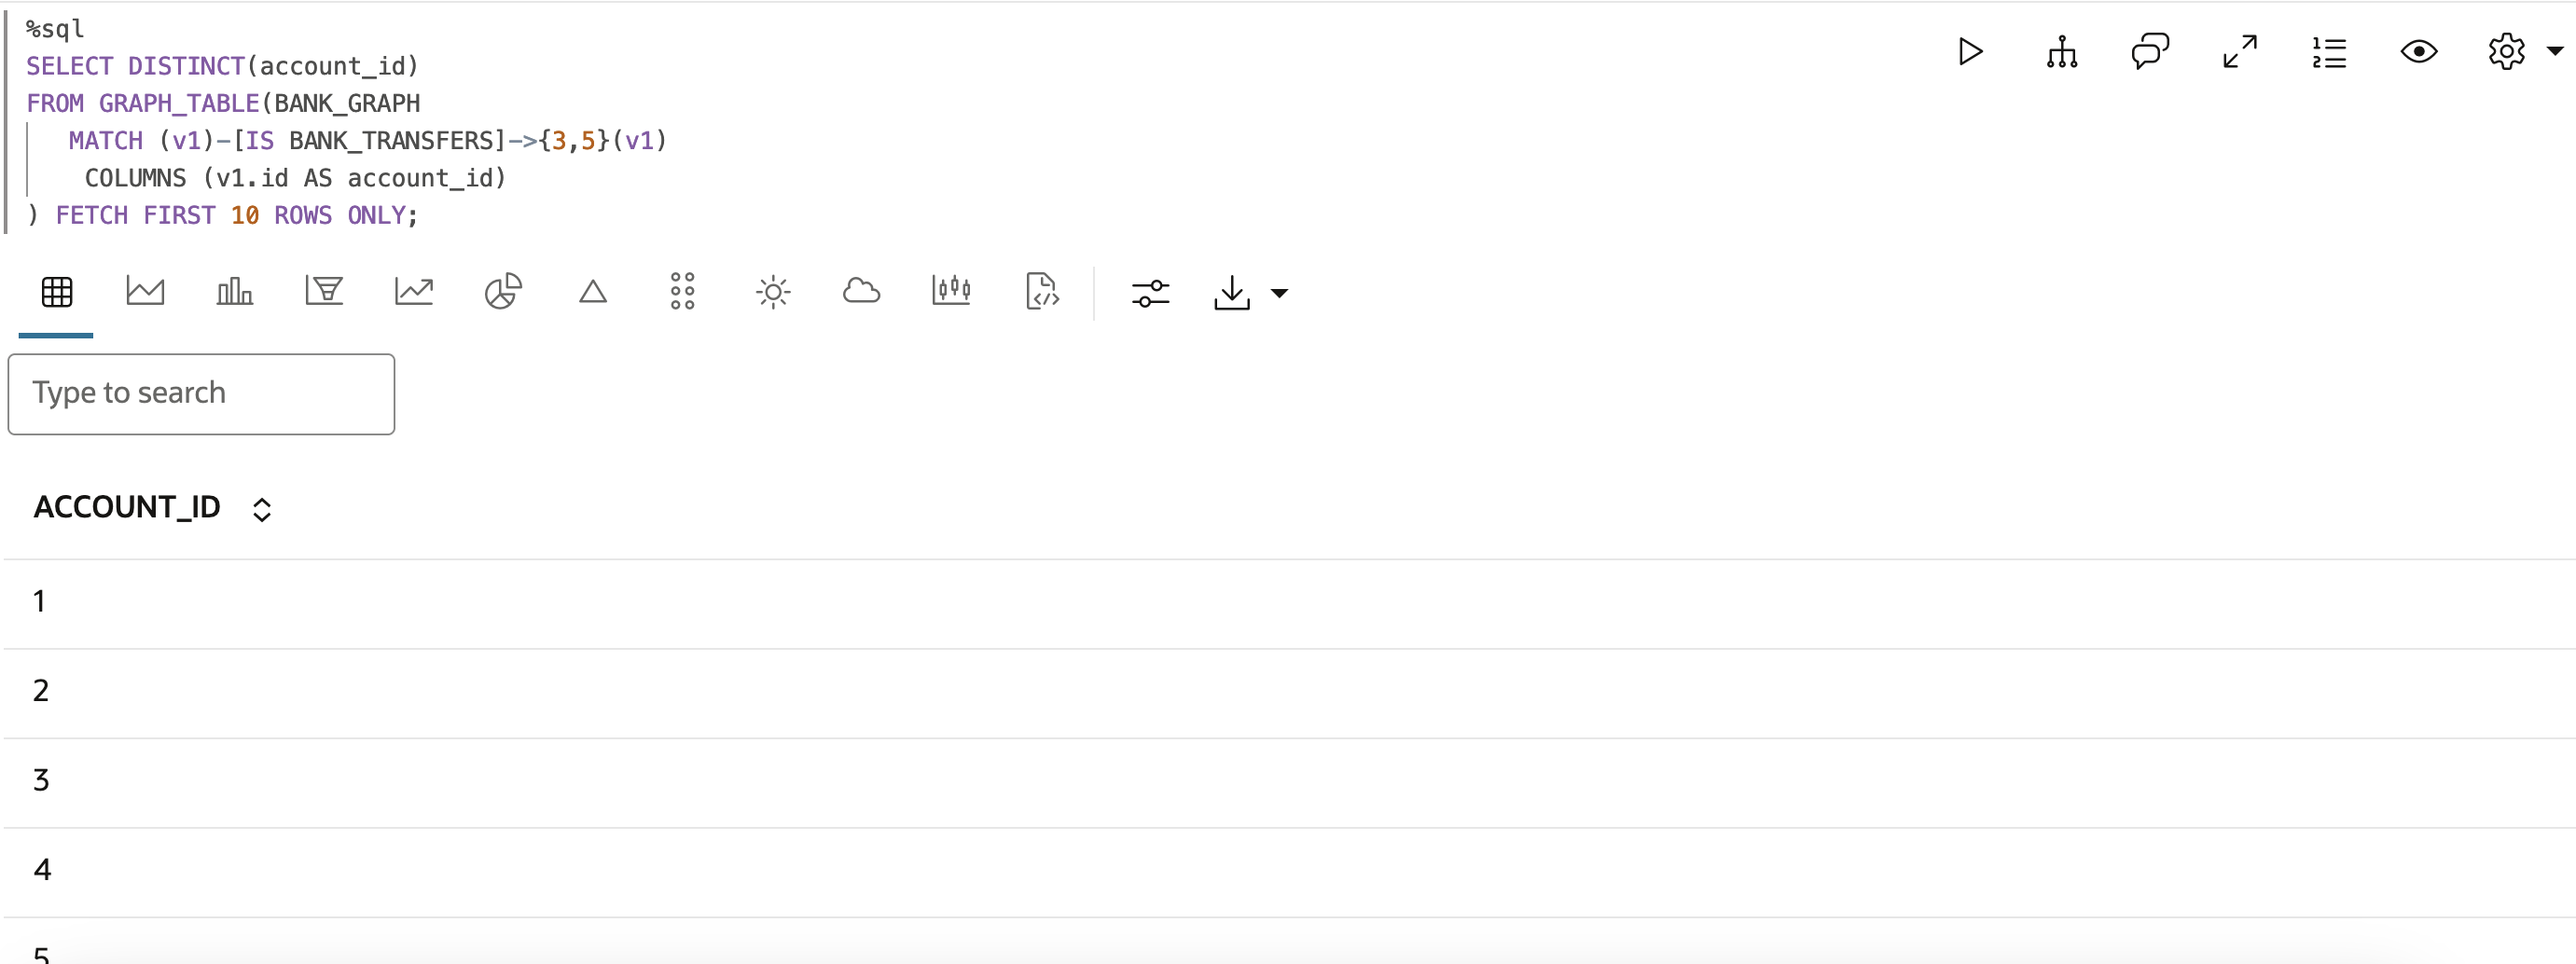 %sql
SELECT DISTINCT(account_id)
FROM GRAPH_TABLE(BANK_GRAPH
MATCH (v1)-[IS BANK_TRANSFERS]->{3,5}(v1)
COLUMNS (v1.id AS account_id)
) FETCH FIRST 10 ROWS ONLY;
Type to search
ACCOUNT_ID
1
2
3
4
5